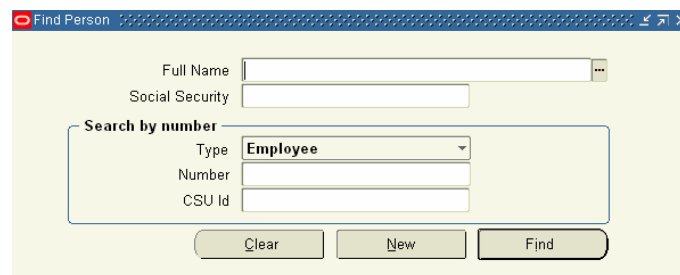 Find Person
Full Name
...
Social Security
Search by number
Type Employee
Number
CSU Id
Clear New Find